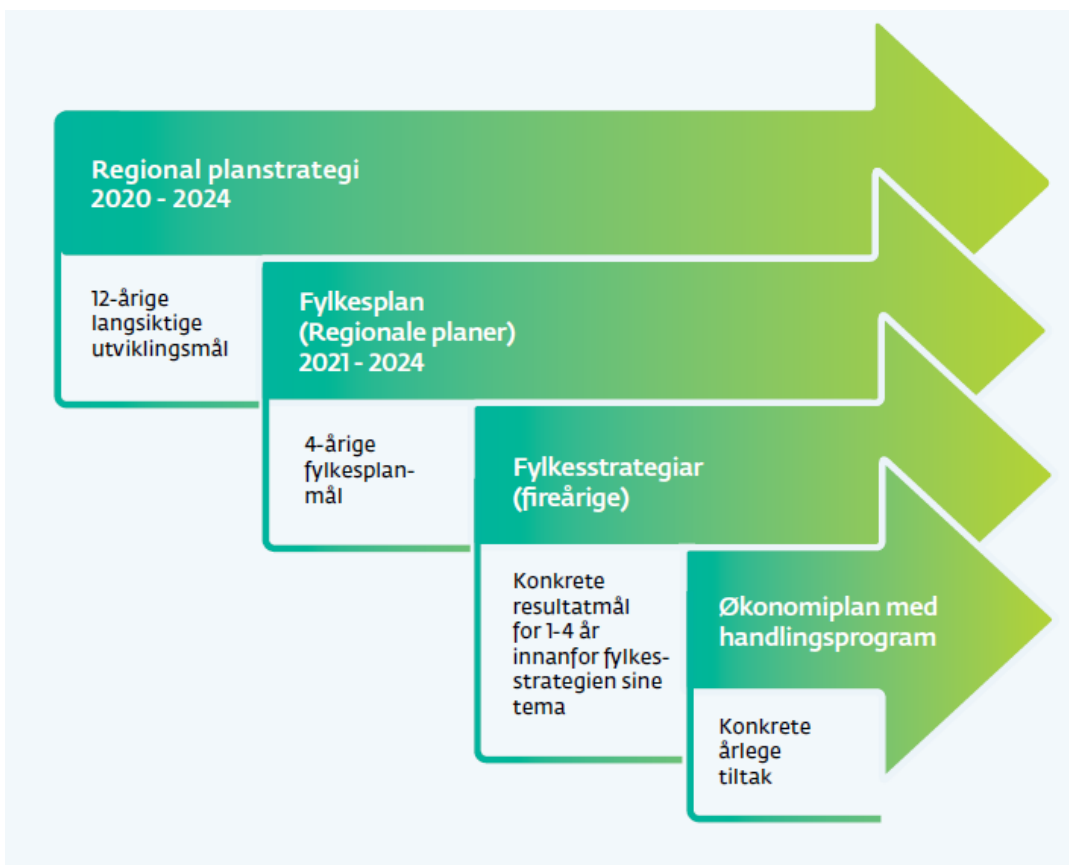 Regional planstrategi
2020 - 2024
12-årige
langsiktige
utviklingsmål
Fylkesplan
(Regionale planer)
2021 - 2024
4-årige
fylkesplan-
mål
Fylkesstrategiar
(fireårige)
Konkrete
resultatmål
for 1-4 år
innanfor fylkes-
strategien sine
tema
Økonomiplan med
handlingsprogram
Konkrete
årlege
tiltak